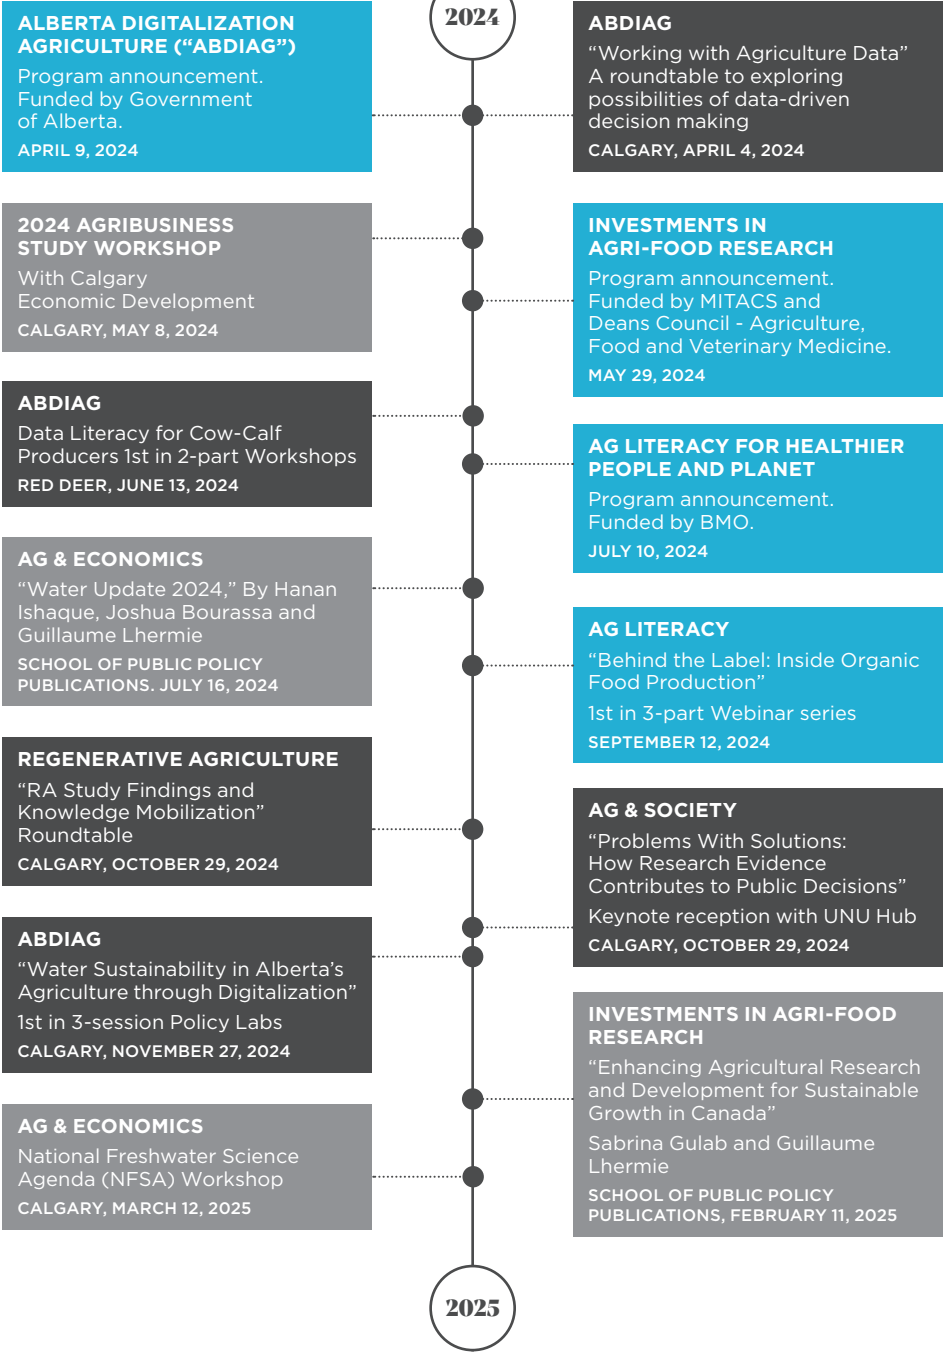 2024
ALBERTA DIGITALIZATION
AGRICULTURE (“ABDIAG”)
Program announcement.
Funded by Government
of Alberta.
APRIL 9, 2024
ABDIAG
“Working with Agriculture Data”
A roundtable to exploring
possibilities of data-driven
decision making
CALGARY, APRIL 4, 2024
2024 AGRIBUSINESS
STUDY WORKSHOP
With Calgary
Economic Development
CALGARY, MAY 8, 2024
INVESTMENTS IN
AGRI-FOOD RESEARCH
Program announcement.
Funded by MITACS and
Deans Council - Agriculture,
Food and Veterinary Medicine.
MAY 29, 2024
ABDIAG
Data Literacy for Cow-Calf
Producers 1st in 2-part Workshops
RED DEER, JUNE 13, 2024
AG LITERACY FOR HEALTHIER
PEOPLE AND PLANET
Program announcement.
Funded by BMO.
JULY 10, 2024
AG & ECONOMICS
“Water Update 2024,” By Hanan
Ishaque, Joshua Bourassa and
Guillaume Lhermie
SCHOOL OF PUBLIC POLICY
PUBLICATIONS. JULY 16, 2024
AG LITERACY
“Behind the Label: Inside Organic
Food Production”
1st in 3-part Webinar series
SEPTEMBER 12, 2024
REGENERATIVE AGRICULTURE
“RA Study Findings and
Knowledge Mobilization”
Roundtable
CALGARY, OCTOBER 29, 2024
AG & SOCIETY
“Problems With Solutions:
How Research Evidence
Contributes to Public Decisions”
Keynote reception with UNU Hub
CALGARY, OCTOBER 29, 2024
ABDIAG
“Water Sustainability in Alberta’s
Agriculture through Digitalization”
1st in 3-session Policy Labs
CALGARY, NOVEMBER 27, 2024
INVESTMENTS IN AGRI-FOOD
RESEARCH
“Enhancing Agricultural Research
and Development for Sustainable
Growth in Canada”
Sabrina Gulab and Guillaume
Lhermie
SCHOOL OF PUBLIC POLICY
PUBLICATIONS, FEBRUARY 11, 2025
AG & ECONOMICS
National Freshwater Science
Agenda (NFSA) Workshop
CALGARY, MARCH 12, 2025
2025